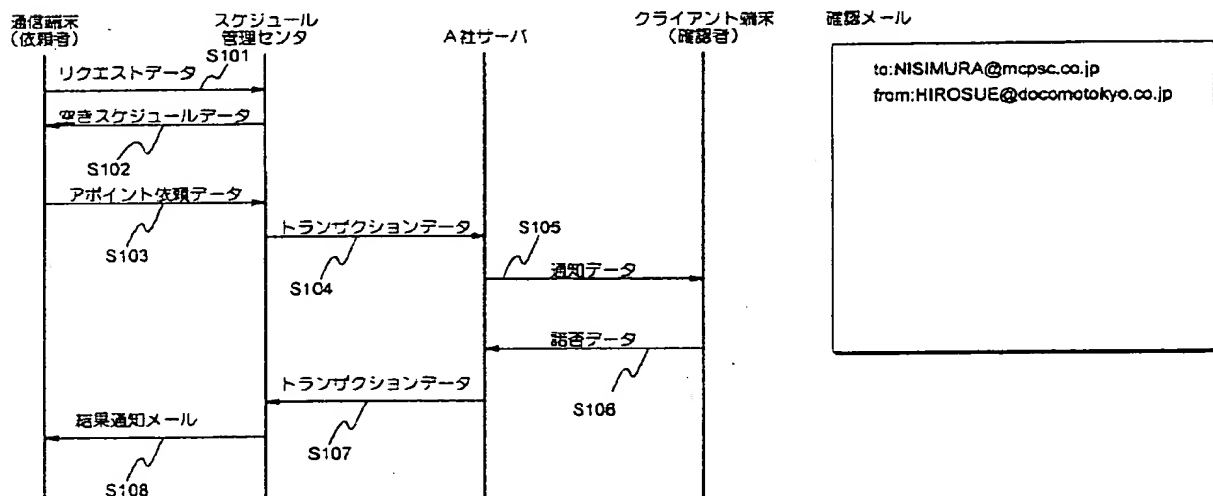 通信端末
(依頼者)
スケジュール
管理センタ
A社サーバ
クライアント端末
(確認者)
確認メール
リクエストデータ
S101
空きスケジュールデータ
S102
アポイント依頼データ
S103
トランザクションデータ
S104
S105
通知データ
諾否データ
S106
トランザクションデータ
S107
結果通知メール
S108
to:NISIMURA@mcpsc.co.jp
from:HIROSUE@docomotokyo.co.jp